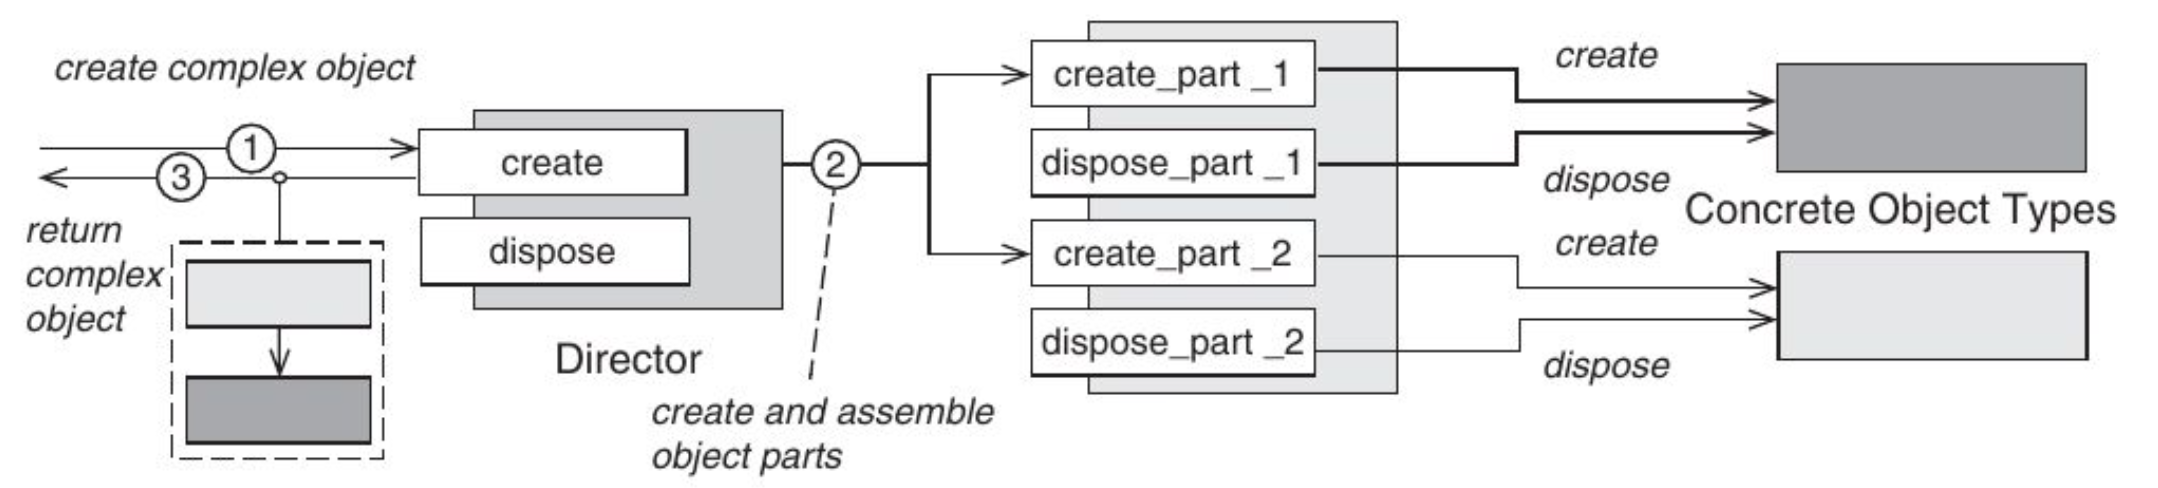 create complex object
1
3
return
complex
object
create
dispose
Director
2
create and assemble
object parts
create_part _1
dispose_part _1
create_part _2
dispose_part _2
create
dispose
Concrete Object Types
create
dispose